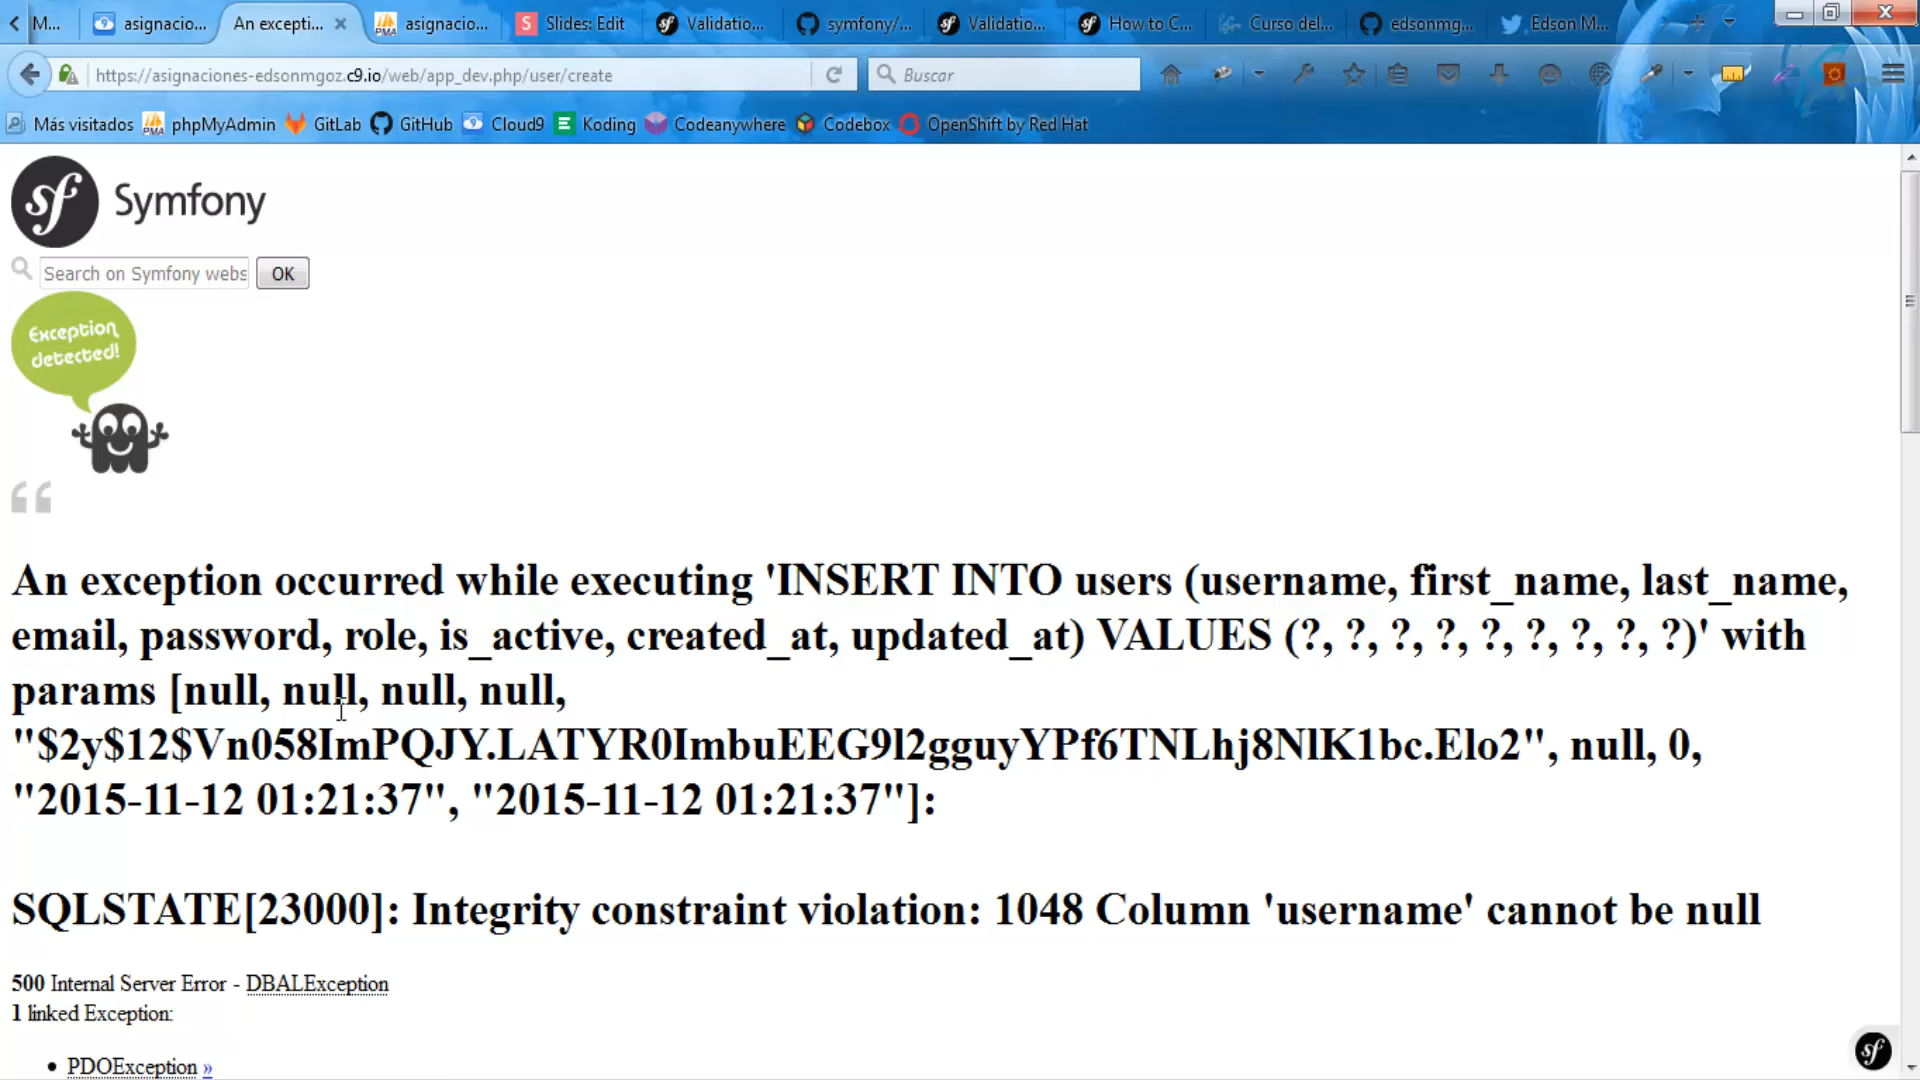 M...
asignacio...
An excepti...
asignacio...
Slides: Edit
Validatio...
symfony/...
Validatio...
How to C...
Curso del...
edsonmg...
Edson M...
https://asignaciones-edsonmgoz.c9.io/web/app_dev.php/user/create
Buscar
Más visitados
phpMyAdmin
GitLab
GitHub
Cloud9
Koding
Codeanywhere
Codebox
OpenShift by Red Hat
sf Symfony
Search on Symfony webs
OK
Exception
detected!
An exception occurred while executing 'INSERT INTO users (username, first_name, last_name,
email, password, role, is_active, created_at, updated_at) VALUES (?, ?, ?, ?, ?, ?, ?, ?, ?)' with
params [null, null, null, null,
"$2y$12$Vn058ImPQJY.LATYR0ImbuEEG9l2gguyYPf6TNLhj8NlK1bc.Elo2", null, 0,
"2015-11-12 01:21:37", "2015-11-12 01:21:37"]:
SQLSTATE[23000]: Integrity constraint violation: 1048 Column 'username' cannot be null
500 Internal Server Error - DBALException
1 linked Exception:
• PDOException »
sf